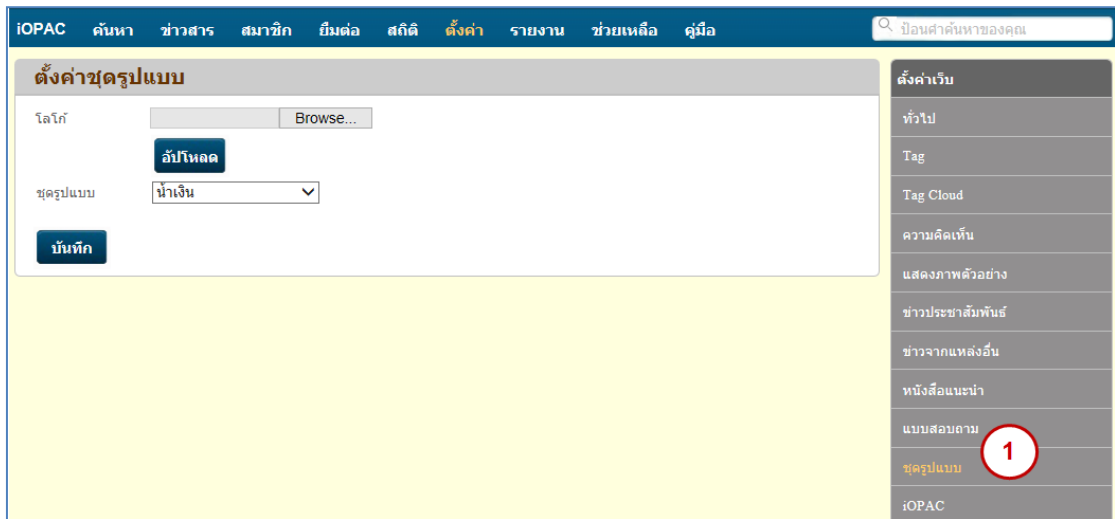 iOPAC ค้นหา ข่าวสาร สมาชิก ยืมต่อ สถิติ ตั้งค่า รายงาน ช่วยเหลือ คู่มือ ป้อนคำค้นหาของคุณ
ตั้งค่าชุดรูปแบบ
โลโก้ Browse...
อัปโหลด
ชุดรูปแบบ น้ำเงิน
บันทึก
ตั้งค่าเว็บ
ทั่วไป
Tag
Tag Cloud
ความคิดเห็น
แสดงภาพตัวอย่าง
ข่าวประชาสัมพันธ์
ข่าวจากแหล่งอื่น
หนังสือแนะนำ
แบบสอบถาม
1
ชุดรูปแบบ
iOPAC